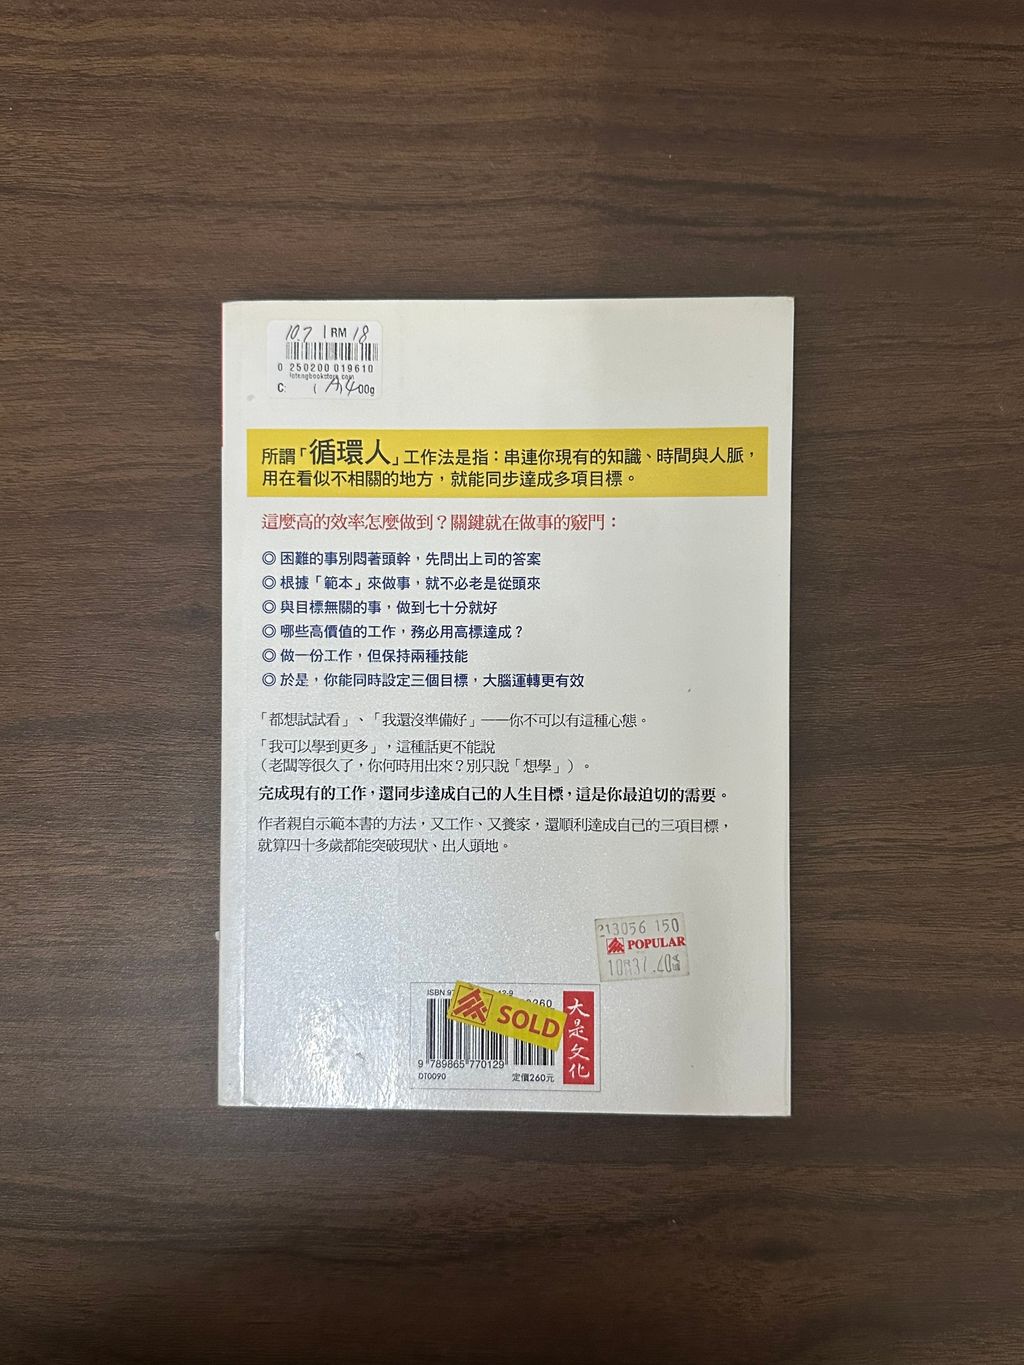 10.7 | RM 18
0 250200 019610
C: ( A)400g
所謂「循環人」工作法是指：串連你現有的知識、時間與人脈，
用在看似不相關的地方，就能同步達成多項目標。
這麼高的效率怎麼做到？關鍵就在做事的竅門：
◎ 困難的事別悶著頭幹，先問出上司的答案
◎ 根據「範本」來做事，就不必老是從頭來
◎ 與目標無關的事，做到七十分就好
◎ 哪些高價值的工作，務必用高標達成？
◎ 做一份工作，但保持兩種技能
◎ 於是，你能同時設定三個目標，大腦運轉更有效
「都想試試看」、「我還沒準備好」——你不可以有這種心態。
「我可以學到更多」，這種話更不能說
（老闆等很久了，你何時用出來？別只說「想學」）。
完成現有的工作，還同步達成自己的人生目標，這是你最迫切的需要。
作者親自示範本書的方法，又工作、又養家，還順利達成自己的三項目標，
就算四十多歲都能突破現狀、出人頭地。
213056 150
POPULAR
ISBN 97
SOLD
大是文化
9 789865 770129
DT0090
定價260元